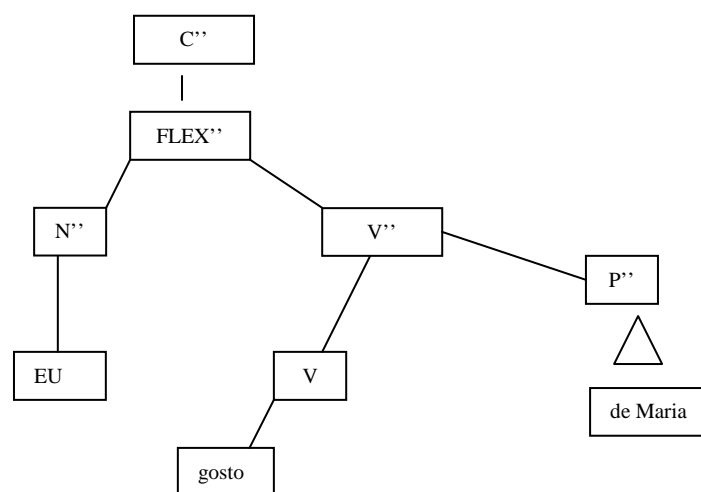 C’’
FLEX’’
N’’
V’’
P’’
EU
V
de Maria
gosto